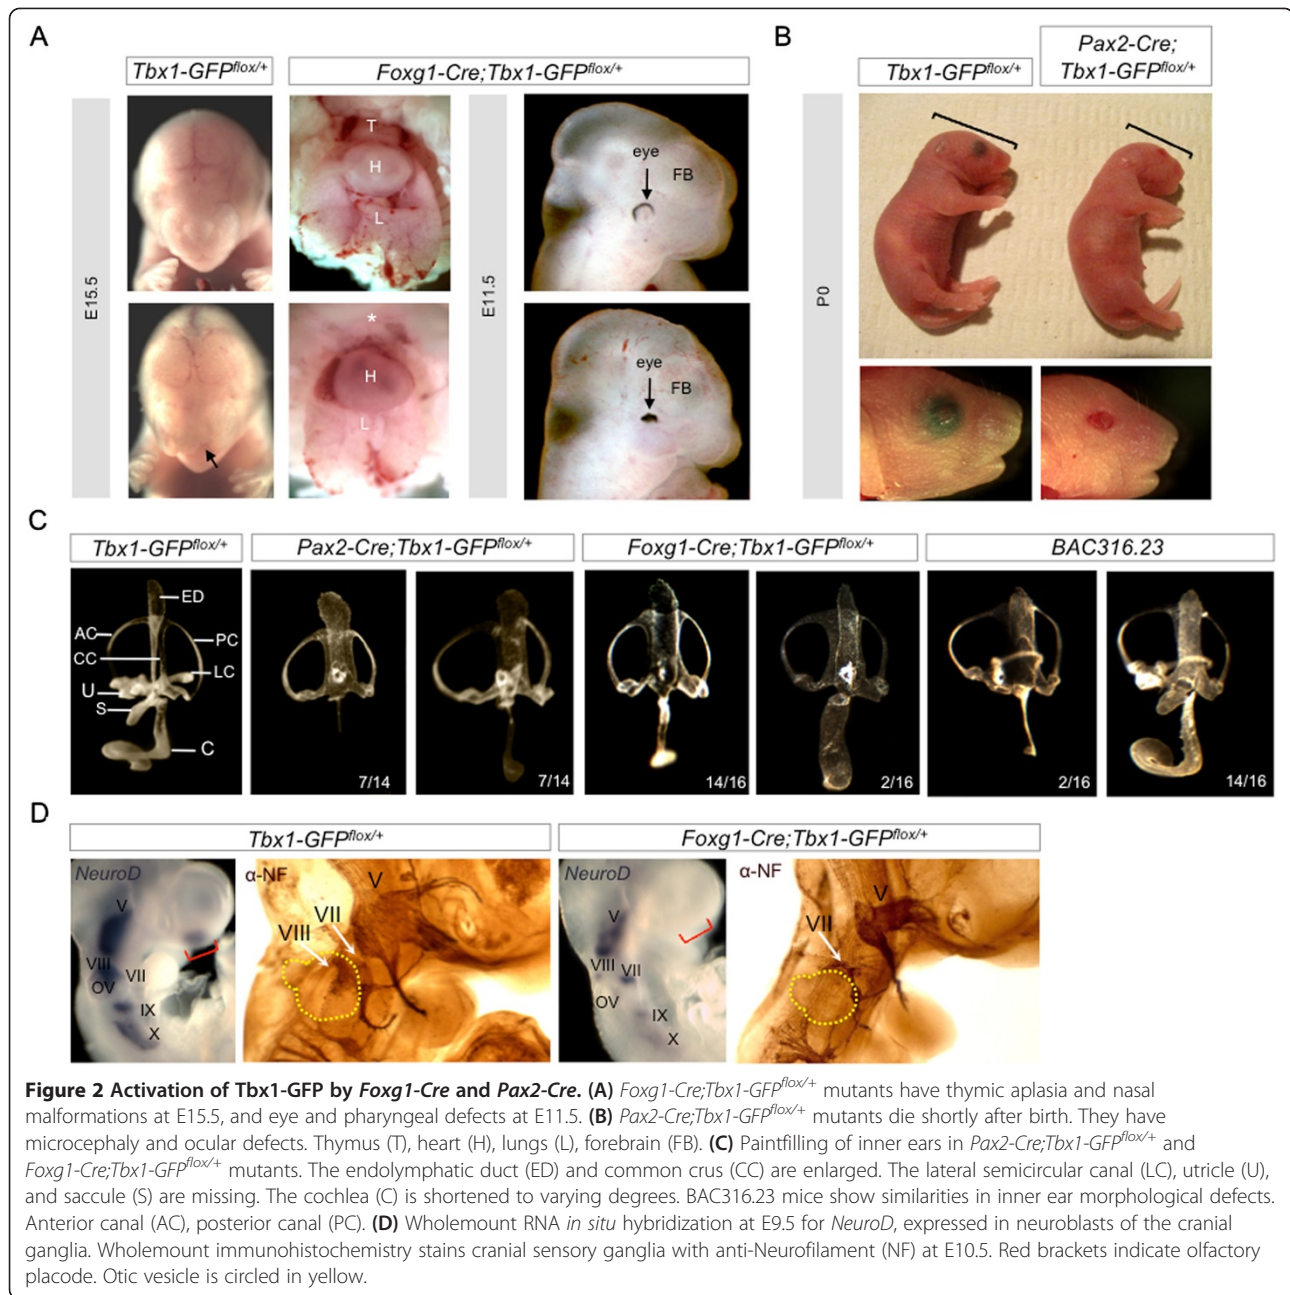 A
Tbx1-GFPflox/+
Foxg1-Cre;Tbx1-GFPflox/+
E15.5
T
H
L
*
H
L
E11.5
eye
FB
eye
FB
B
Tbx1-GFPflox/+
Pax2-Cre;
Tbx1-GFPflox/+
P0
C
Tbx1-GFPflox/+
Pax2-Cre;Tbx1-GFPflox/+
Foxg1-Cre;Tbx1-GFPflox/+
BAC316.23
ED
AC
PC
CC
LC
U
S
C
7/14
7/14
14/16
2/16
2/16
14/16
D
Tbx1-GFPflox/+
Foxg1-Cre;Tbx1-GFPflox/+
NeuroD
V
VIII
VII
OV
IX
X
α-NF
V
VII
VIII
NeuroD
V
VIII
VII
OV
IX
X
α-NF
V
VII
Figure 2 Activation of Tbx1-GFP by Foxg1-Cre and Pax2-Cre. (A) Foxg1-Cre;Tbx1-GFPflox/+ mutants have thymic aplasia and nasal
malformations at E15.5, and eye and pharyngeal defects at E11.5. (B) Pax2-Cre;Tbx1-GFPflox/+ mutants die shortly after birth. They have
microcephaly and ocular defects. Thymus (T), heart (H), lungs (L), forebrain (FB). (C) Paintfilling of inner ears in Pax2-Cre;Tbx1-GFPflox/+ and
Foxg1-Cre;Tbx1-GFPflox/+ mutants. The endolymphatic duct (ED) and common crus (CC) are enlarged. The lateral semicircular canal (LC), utricle (U),
and saccule (S) are missing. The cochlea (C) is shortened to varying degrees. BAC316.23 mice show similarities in inner ear morphological defects.
Anterior canal (AC), posterior canal (PC). (D) Wholemount RNA in situ hybridization at E9.5 for NeuroD, expressed in neuroblasts of the cranial
ganglia. Wholemount immunohistochemistry stains cranial sensory ganglia with anti-Neurofilament (NF) at E10.5. Red brackets indicate olfactory
placode. Otic vesicle is circled in yellow.